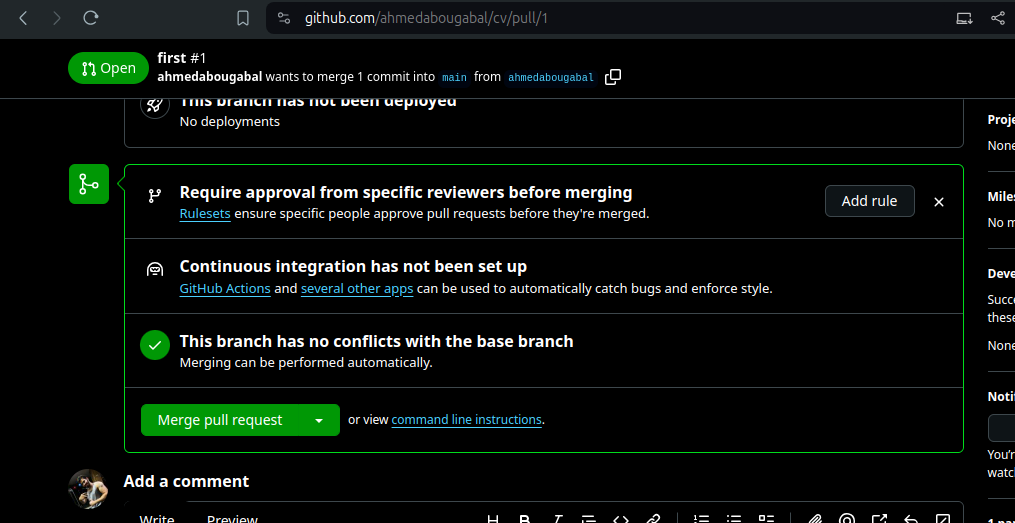 github.com/ahmedabougabal/cv/pull/1
Open
first #1
ahmedabougabal wants to merge 1 commit into main from ahmedabougabal
This branch has not been deployed
No deployments
Require approval from specific reviewers before merging
Rulesets ensure specific people approve pull requests before they're merged.
Add rule
Continuous integration has not been set up
GitHub Actions and several other apps can be used to automatically catch bugs and enforce style.
This branch has no conflicts with the base branch
Merging can be performed automatically.
Merge pull request
or view command line instructions.
Add a comment
Write Preview
H B I
Proje
None
Miles
No m
Deve
Succe
these
None
Notif
You're
watch